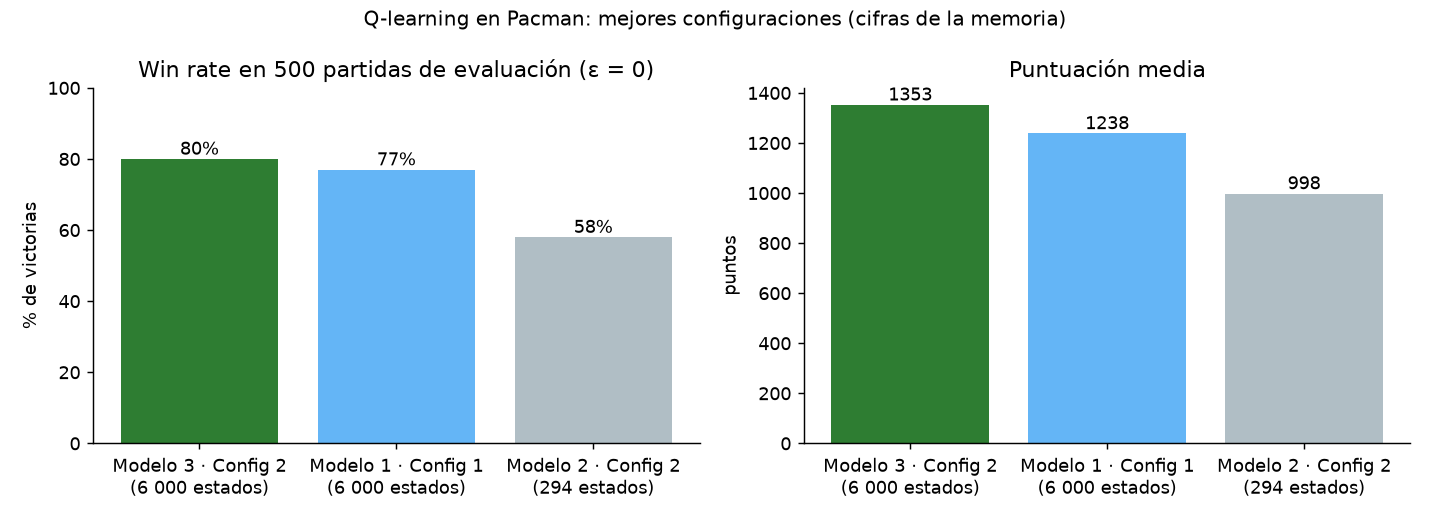 Q-learning en Pacman: mejores configuraciones (cifras de la memoria)
Win rate en 500 partidas de evaluación (ε = 0)
% de victorias
100
80
60
40
20
0
80%
77%
58%
Modelo 3 · Config 2
(6 000 estados)
Modelo 1 · Config 1
(6 000 estados)
Modelo 2 · Config 2
(294 estados)
Puntuación media
puntos
1400
1200
1000
800
600
400
200
0
1353
1238
998
Modelo 3 · Config 2
(6 000 estados)
Modelo 1 · Config 1
(6 000 estados)
Modelo 2 · Config 2
(294 estados)